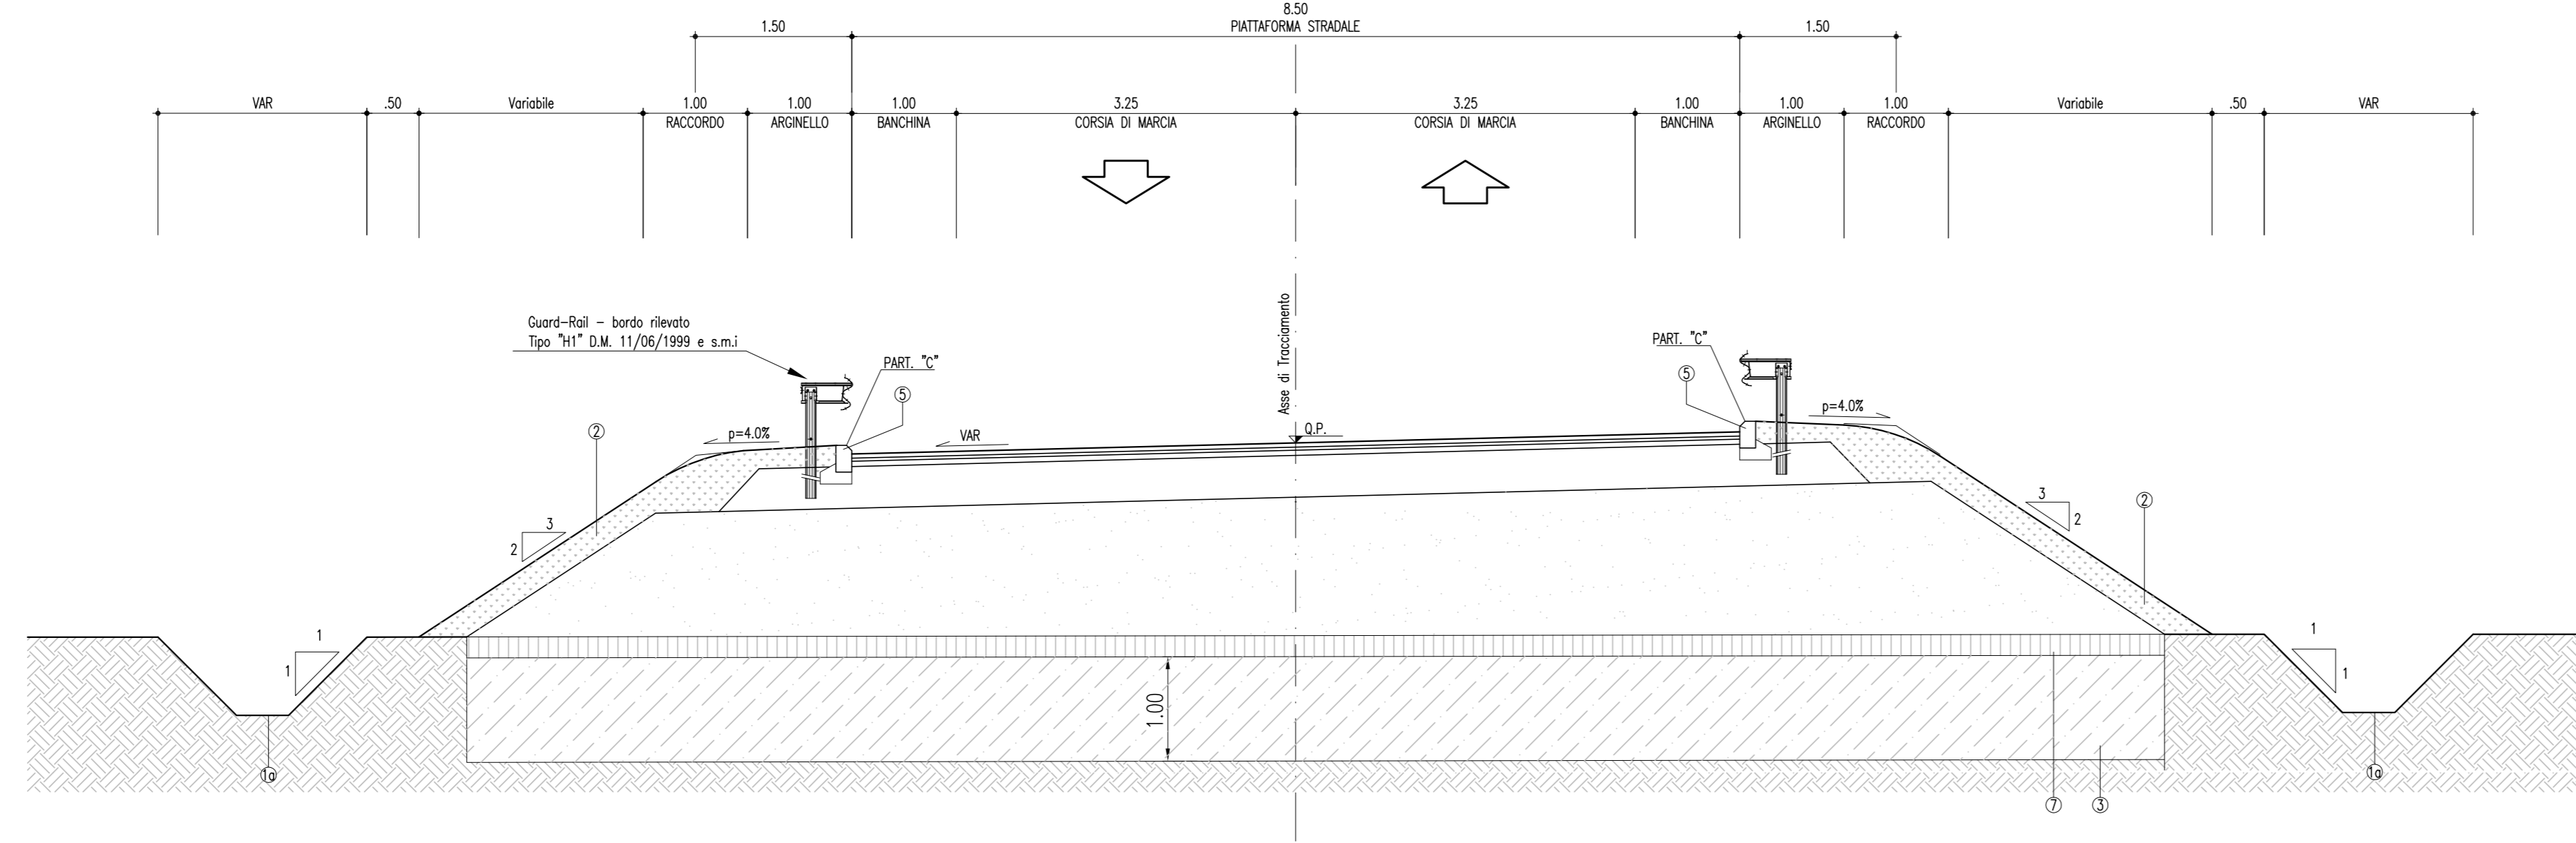 8.50
1.50
PIATTAFORMA STRADALE
1.50
VAR
.50
Variabile
1.00
1.00
1.00
3.25
3.25
1.00
1.00
1.00
Variabile
.50
VAR
RACCORDO
ARGINELLO
BANCHINA
CORSIA DI MARCIA
CORSIA DI MARCIA
BANCHINA
ARGINELLO
RACCORDO
Asse di Tracciamento
Guard-Rail - bordo rilevato
Tipo "H1" D.M. 11/06/1999 e s.m.i
PART. "C"
PART. "C"
5
5
p=4.0%
p=4.0%
2
VAR
Q.P.
3
2
3
2
2
1
1
1
1
1.00
1a
1a
7
3